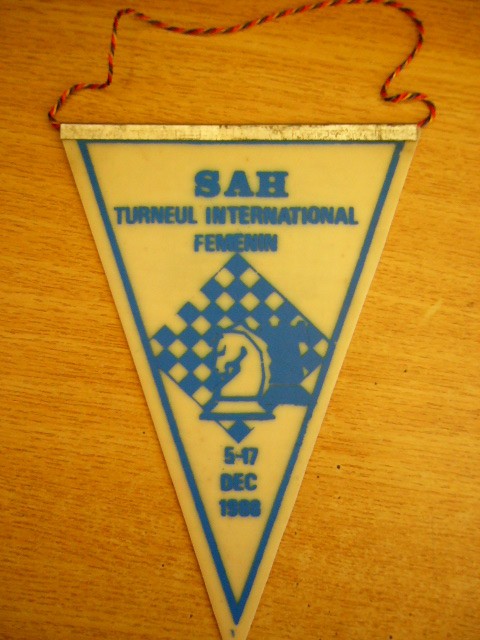 SAH
TURNEUL INTERNATIONAL
FEMENIN
5-17
DEC